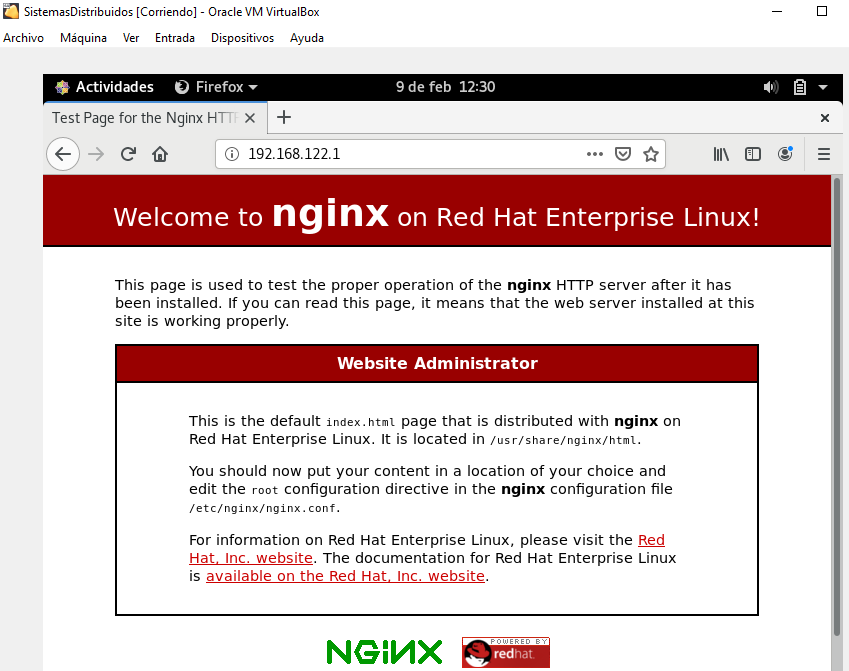 SistemasDistribuidos [Corriendo] - Oracle VM VirtualBox
Archivo Máquina Ver Entrada Dispositivos Ayuda
Actividades Firefox 9 de feb 12:30
Test Page for the Nginx HTT
192.168.122.1
Welcome to nginx on Red Hat Enterprise Linux!
This page is used to test the proper operation of the nginx HTTP server after it has
been installed. If you can read this page, it means that the web server installed at this
site is working properly.
Website Administrator
This is the default index.html page that is distributed with nginx on
Red Hat Enterprise Linux. It is located in /usr/share/nginx/html.
You should now put your content in a location of your choice and
edit the root configuration directive in the nginx configuration file
/etc/nginx/nginx.conf.
For information on Red Hat Enterprise Linux, please visit the Red
Hat, Inc. website. The documentation for Red Hat Enterprise Linux
is available on the Red Hat, Inc. website.
NGINX POWERED BY
redhat.